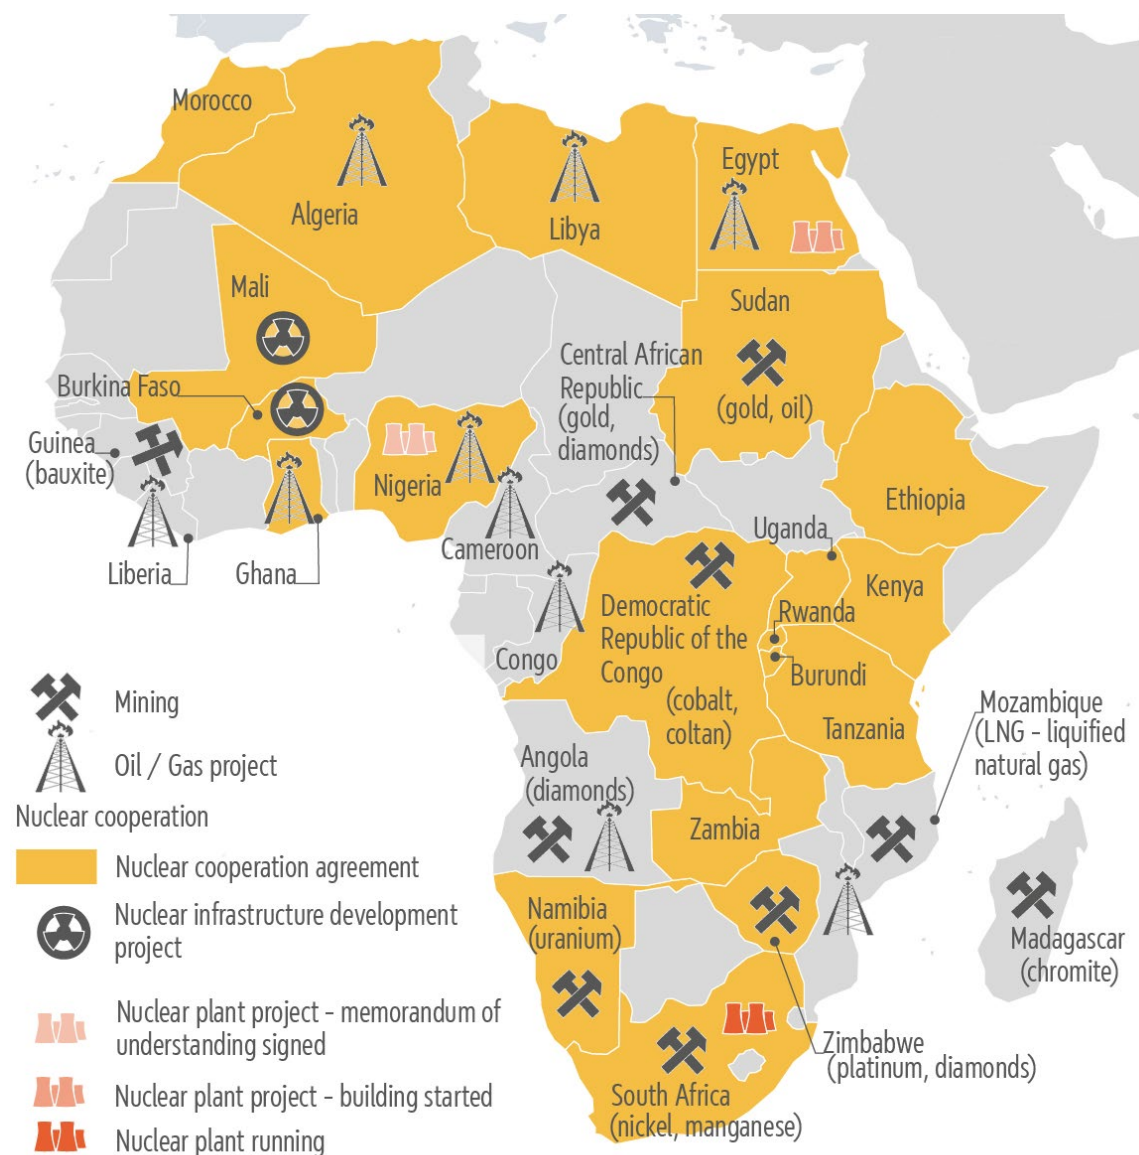 Morocco
Algeria
Libya
Egypt
Mali
Sudan
(gold, oil)
Burkina Faso
Central African
Republic
(gold,
diamonds)
Guinea
(bauxite)
Nigeria
Ethiopia
Cameroon
Uganda
Liberia
Ghana
Kenya
Democratic
Republic of the
Congo
(cobalt,
coltan)
Rwanda
Burundi
Congo
Tanzania
Mozambique
(LNG – liquified
natural gas)
Angola
(diamonds)
Zambia
Namibia
(uranium)
Madagascar
(chromite)
Zimbabwe
(platinum, diamonds)
South Africa
(nickel, manganese)
Mining
Oil / Gas project
Nuclear cooperation
Nuclear cooperation agreement
Nuclear infrastructure development
project
Nuclear plant project – memorandum of
understanding signed
Nuclear plant project – building started
Nuclear plant running